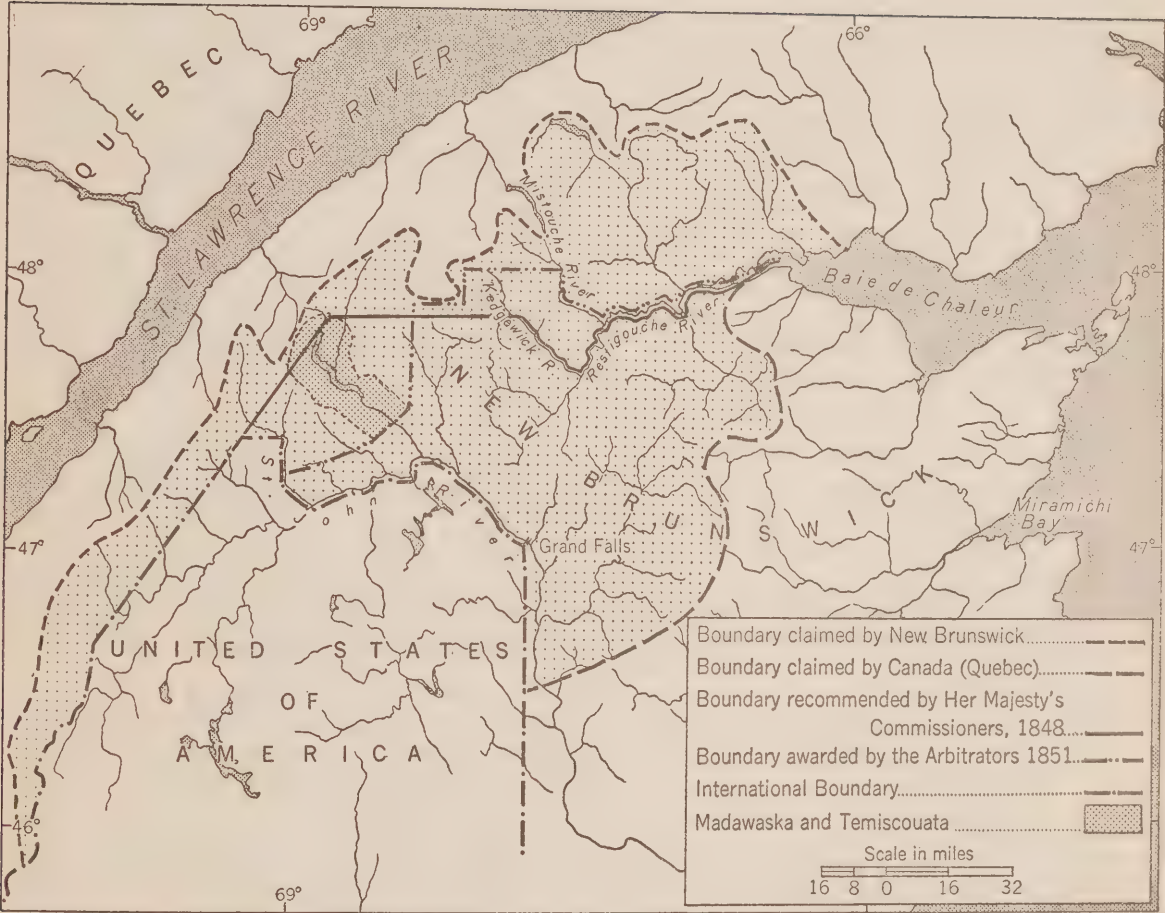 69°
66°
QUEBEC
ST. LAWRENCE RIVER
Mistouche River
48°
48°
Baie de Chaleur
Kedgewick R.
Restigouche River
NEW BRUNSWICK
St. John River
Miramichi Bay
47°
47°
Grand Falls
UNITED STATES
OF
AMERICA
46°
69°
Boundary claimed by New Brunswick
Boundary claimed by Canada (Quebec)
Boundary recommended by Her Majesty's
Commissioners, 1848
Boundary awarded by the Arbitrators 1851
International Boundary
Madawaska and Temiscouata
Scale in miles
16 8 0 16 32